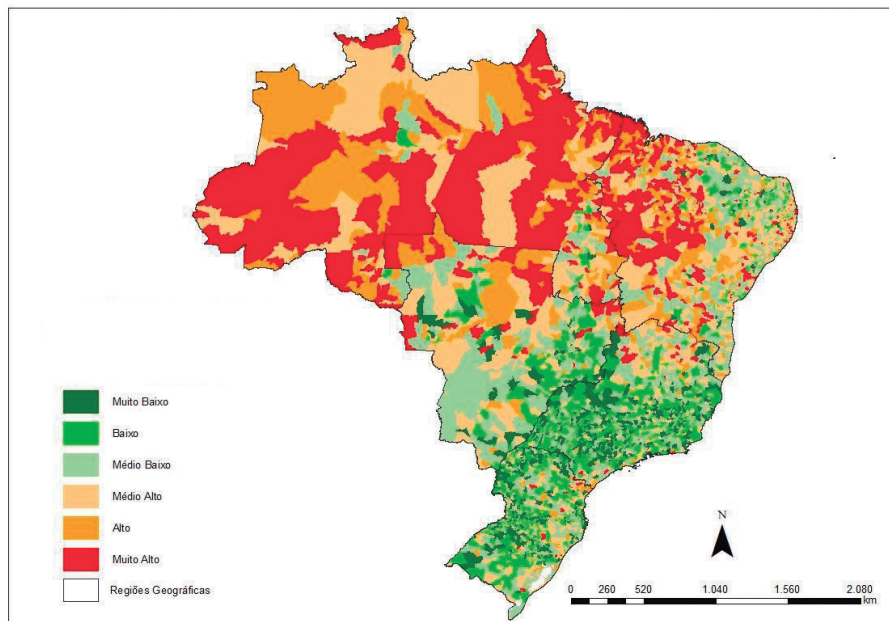 Muito Baixo
Baixo
Médio Baixo
Médio Alto
Alto
Muito Alto
Regiões Geográficas
N
0 260 520 1.040 1.560 2.080
km